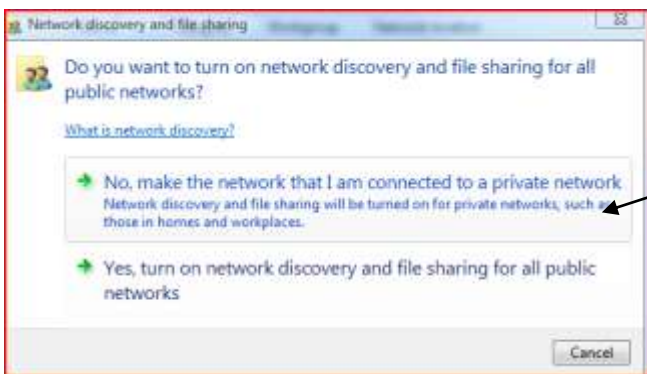 Network discovery and file sharing
Do you want to turn on network discovery and file sharing for all
public networks?
What is network discovery?
No, make the network that I am connected to a private network
Network discovery and file sharing will be turned on for private networks, such as
those in homes and workplaces.
Yes, turn on network discovery and file sharing for all public
networks
Cancel